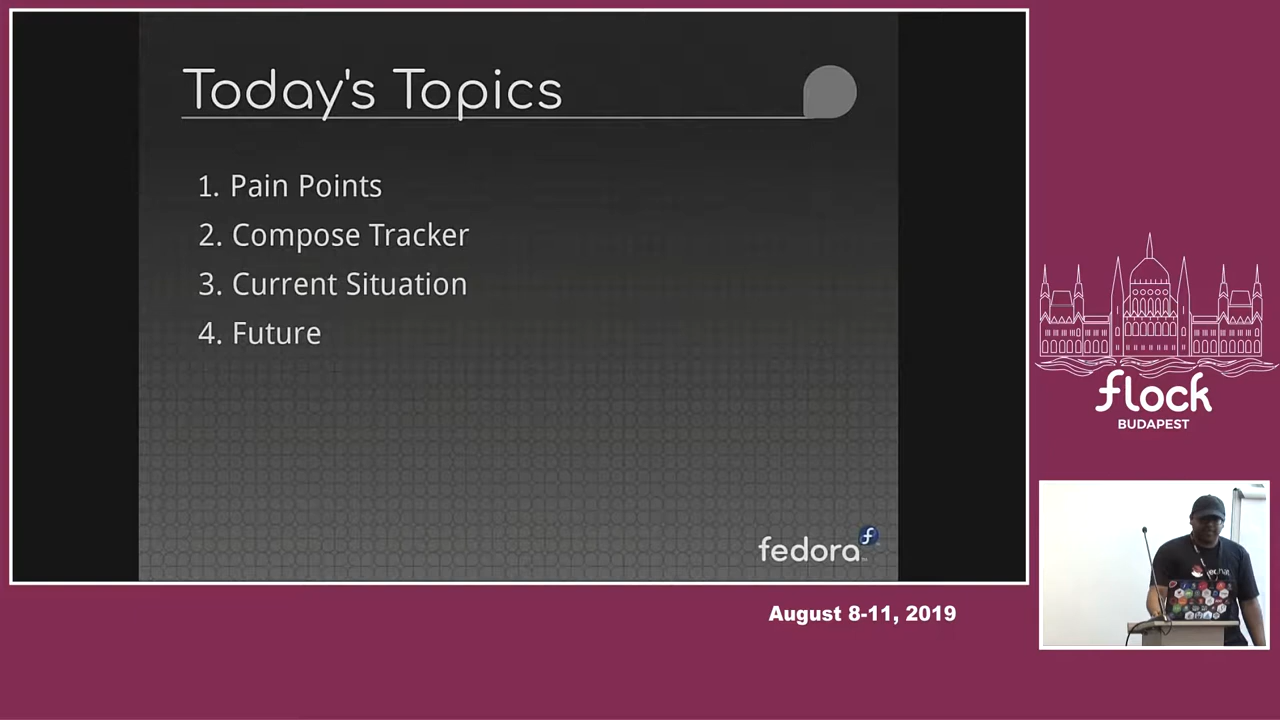 Today's Topics
1. Pain Points
2. Compose Tracker
3. Current Situation
4. Future
fedora
flock
BUDAPEST
August 8-11, 2019